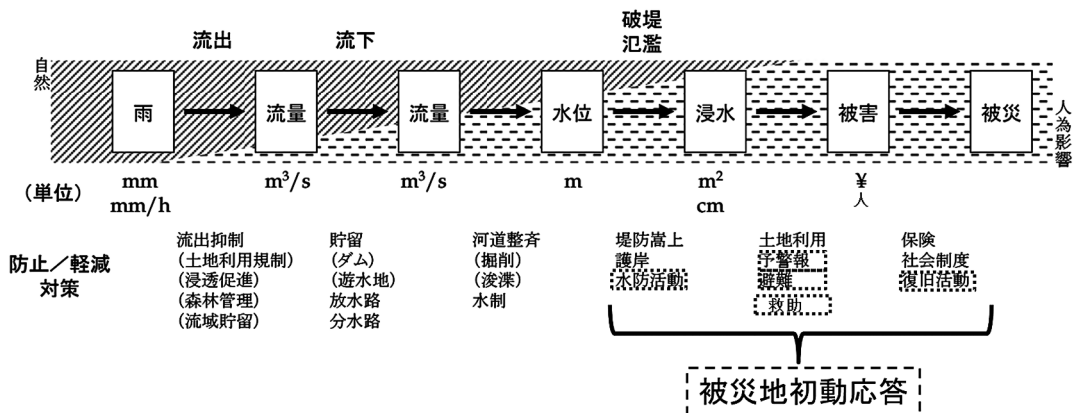 流出
流下
破堤
氾濫
自然
雨
流量
流量
水位
浸水
被害
被災
人為影響
(単位)
mm
mm/h
m³/s
m³/s
m
m²
cm
¥
人
防止／軽減
対策
流出抑制
(土地利用規制)
(浸透促進)
(森林管理)
(流域貯留)
貯留
(ダム)
(遊水地)
放水路
分水路
河道整斉
(掘削)
(浚渫)
水制
堤防嵩上
護岸
水防活動
土地利用
予警報
避難
救助
保険
社会制度
復旧活動
被災地初動応答